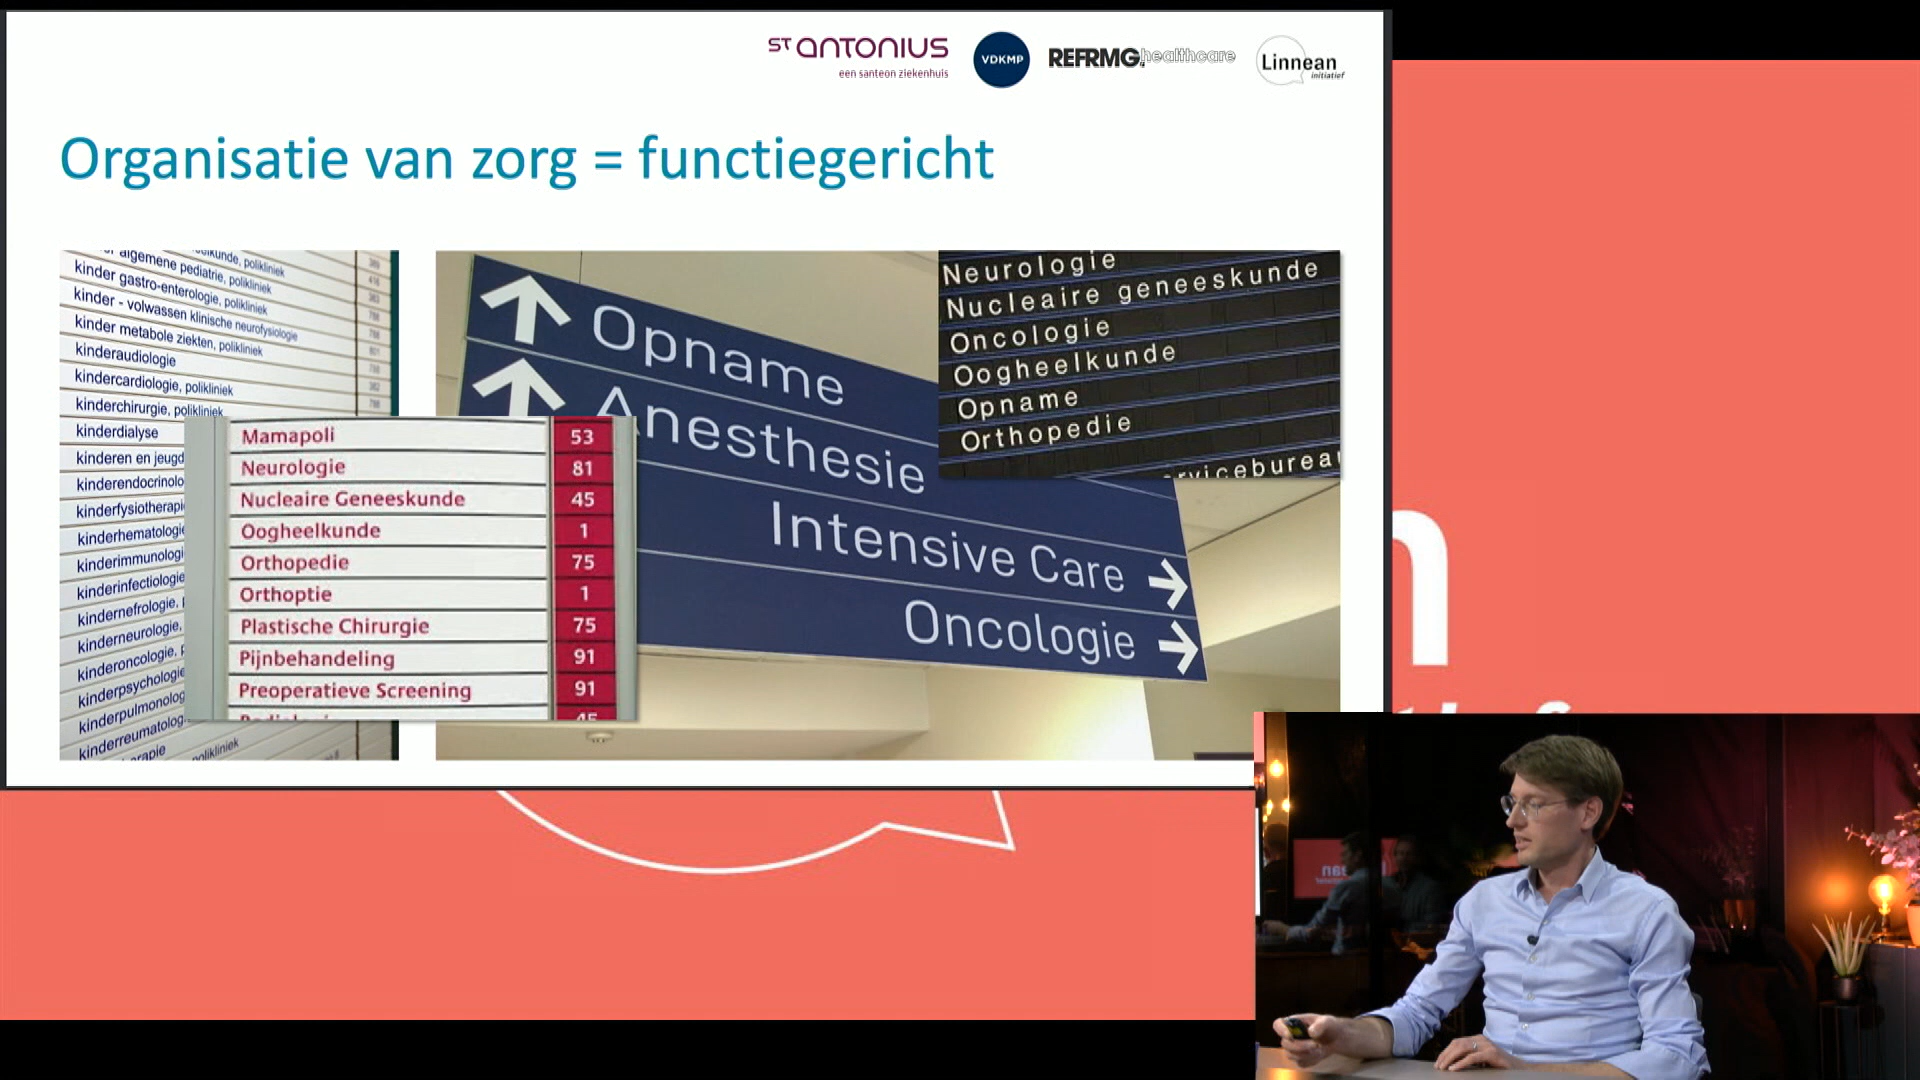 ST ANTONIUS
een santeon ziekenhuis
VDKMP
REFRMG.healthcare
Linnean
initiatief
Organisatie van zorg = functiegericht
algemene pediatrie, polikliniek
kinder gastro-enterologie, polikliniek
kinder - volwassen klinische neurofysiologie
kinder metabole ziekten, polikliniek
kinderaudiologie
kindercardiologie, polikliniek
kinderchirurgie, polikliniek
kinderdialyse
kinderen en jeugd
kinderendocrinolo
kinderfysiotherapi
kinderhematologie
kinderimmunologi
kinderinfectiologie
kindernefrologie,
kinderneurologie,
kinderoncologie,
kinderpsychologie
kinderpulmonolog
kinderreumatolog
polikliniek
Mamapoli 53
Neurologie 81
Nucleaire Geneeskunde 45
Oogheelkunde 1
Orthopedie 75
Orthoptie 1
Plastische Chirurgie 75
Pijnbehandeling 91
Preoperatieve Screening 91
45
Opname
Anesthesie
Intensive Care
Oncologie
Neurologie
Nucleaire geneeskunde
Oncologie
Oogheelkunde
Opname
Orthopedie
ervicebureau
n